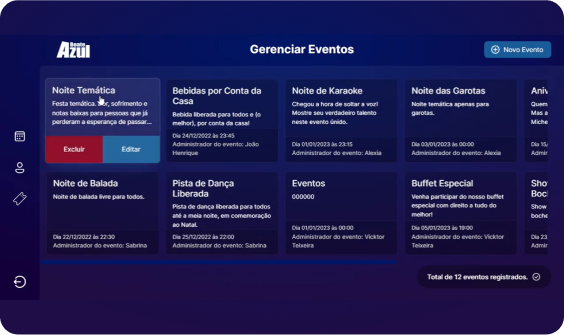 Boate
Azul
Gerenciar Eventos
Novo Evento
Noite Temática
Festa temática. sofrimento e
notas baixas para pessoas que já
perderam a esperança de passar...
Excluir
Editar
Bebidas por Conta da
Casa
Bebida liberada para todos e (o
melhor), por conta da casa!
Dia 24/12/2022 às 23:45
Administrador do evento: João
Henrique
Noite de Karaoke
Chegou a hora de soltar a voz!
Mostre seu verdadeiro talento
neste evento único.
Dia 01/01/2023 às 23:15
Administrador do evento: Alexia
Noite das Garotas
Noite temática apenas para
garotas.
Dia 03/01/2023 às 00:00
Administrador do evento: Alexia
Aniv
Quem
Mas a
Miche
Dia 15/
Admin
Noite de Balada
Noite de balada livre para todos.
Dia 22/12/2022 às 22:30
Administrador do evento: Sabrina
Pista de Dança
Liberada
Pista de dança liberada para todos
até a meia noite, em comemoração
ao Natal.
Dia 25/12/2022 às 22:00
Administrador do evento: Sabrina
Eventos
000000
Dia 01/01/2023 às 00:00
Administrador do evento: Vicktor
Teixeira
Buffet Especial
Venha participar do nosso buffet
especial com direito a tudo do
melhor!
Dia 05/01/2023 às 19:00
Administrador do evento: Vicktor
Teixeira
Show
Boch
Show
boche
Dia 23
Admin
Total de 12 eventos registrados.